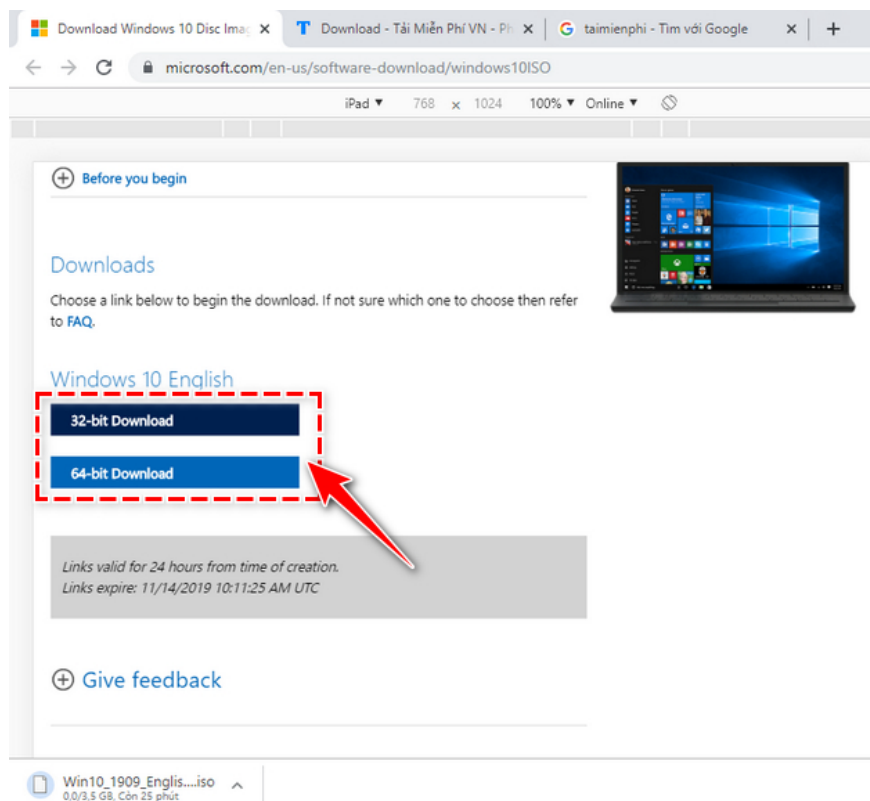 Download Windows 10 Disc Imag
Download - Tải Miễn Phí VN - Ph
taimienphi - Tìm với Google
microsoft.com/en-us/software-download/windows10ISO
iPad ▼ 768 x 1024 100% ▼ Online ▼
Before you begin
Downloads
Choose a link below to begin the download. If not sure which one to choose then refer
to FAQ.
Windows 10 English
32-bit Download
64-bit Download
Links valid for 24 hours from time of creation.
Links expire: 11/14/2019 10:11:25 AM UTC
Give feedback
Win10_1909_Englis....iso
0,0/3,5 GB, Còn 25 phút